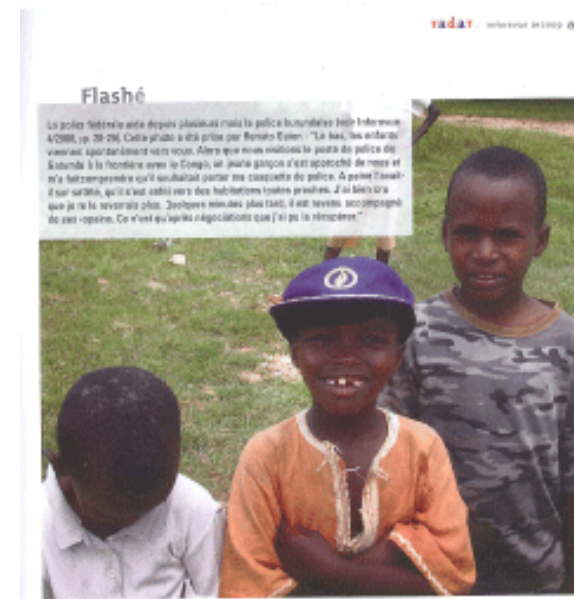 radar. inforevue
Flashé
La police fédérale aide depuis plusieurs mois la police burundaise (voir Inforevue
4/2008, pp. 28-29). Cette photo a été prise par Renato : "Là bas, les enfants
viennent spontanément vers vous. Alors que nous visitions le poste de police de
Gatumba à la frontière avec le Congo, un jeune garçon s'est approché de nous et
m'a fait comprendre qu'il souhaitait porter ma casquette de police. A peine l'avait-
il sur sa tête, qu'il s'est enfui vers des habitations toutes proches. J'ai bien cru
que je ne la reverrais plus. Quelques minutes plus tard, il est revenu accompagné
de ses copains. Ce n'est qu'après négociations que j'ai pu la récupérer."